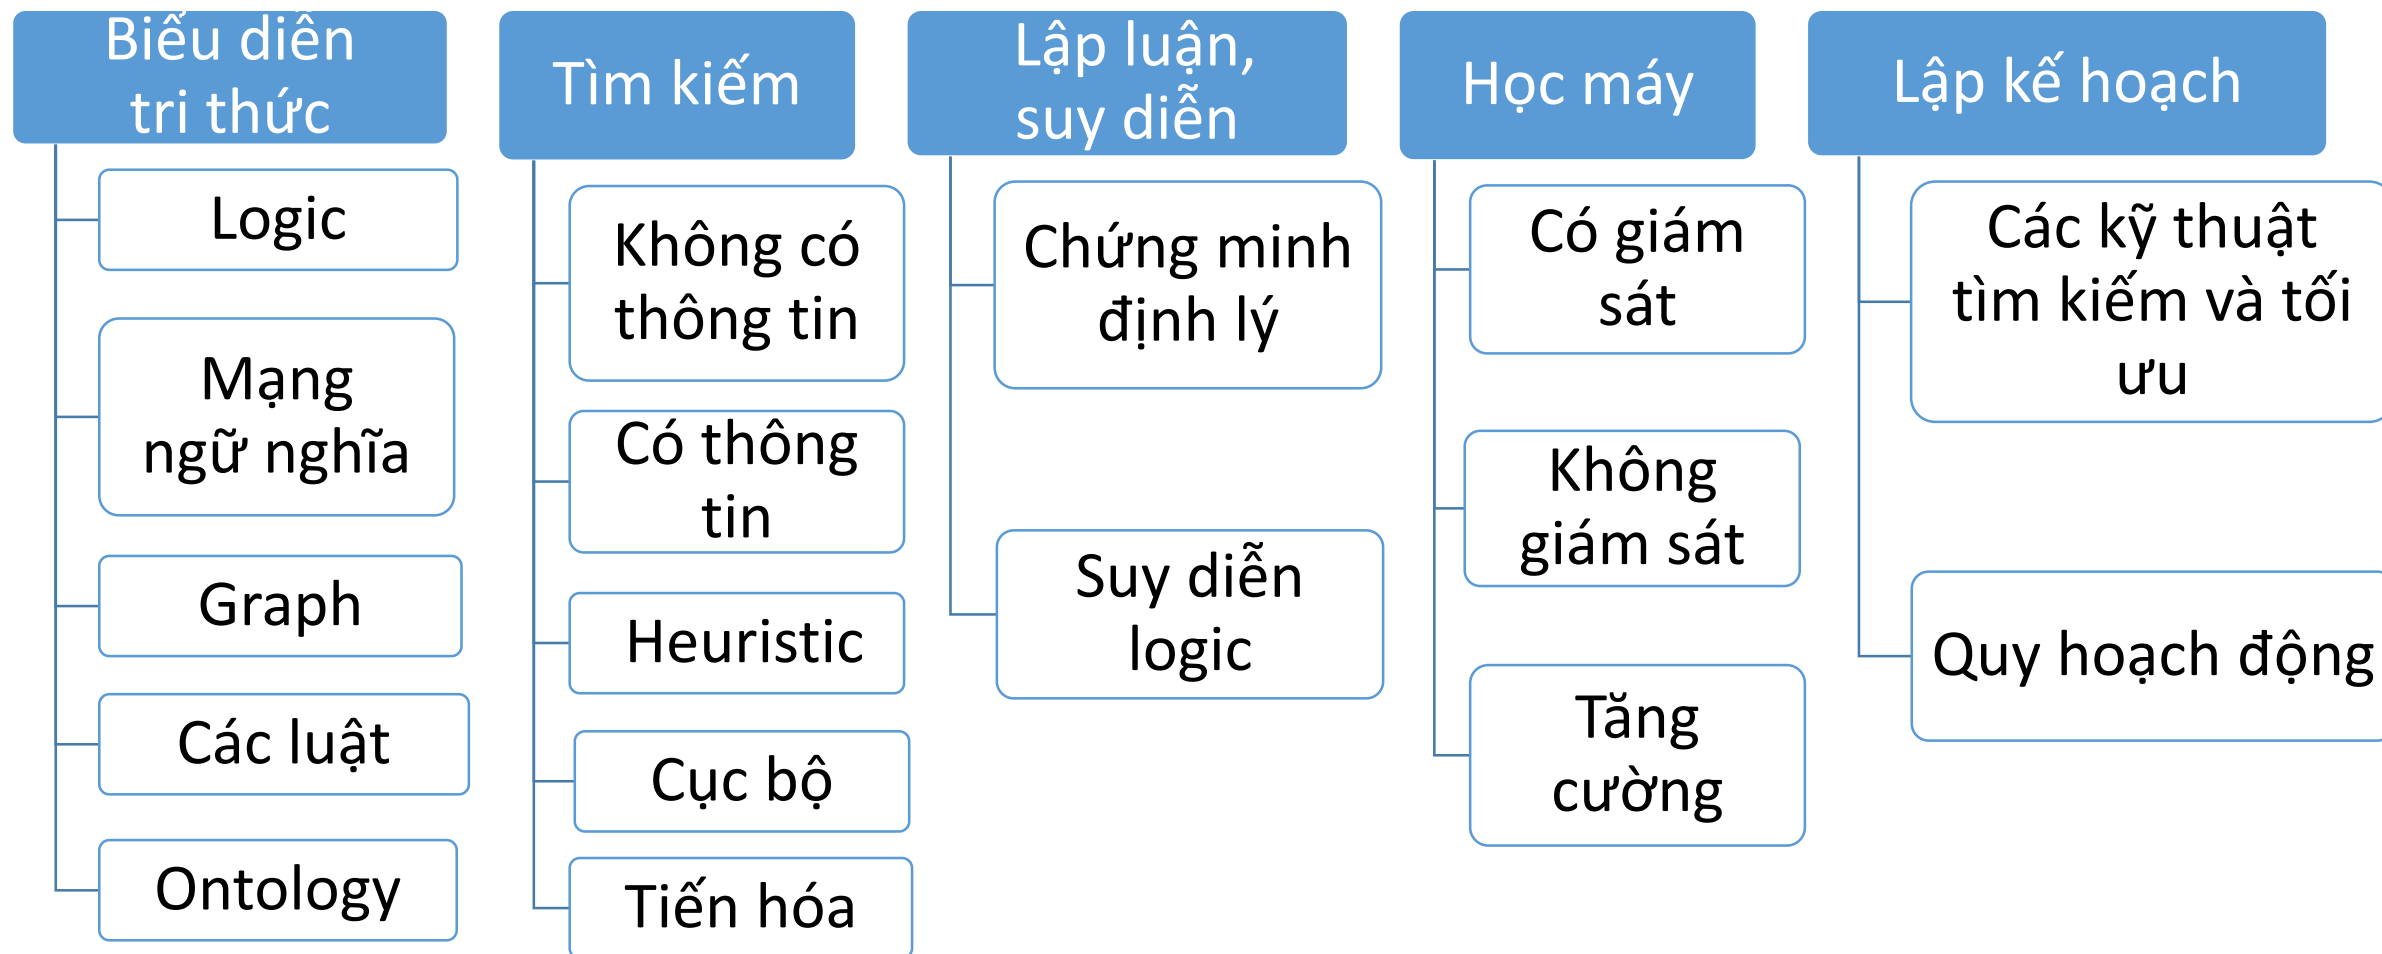 Biểu diễn
tri thức
Logic
Mạng
ngữ nghĩa
Graph
Các luật
Ontology
Tìm kiếm
Không có
thông tin
Có thông
tin
Heuristic
Cục bộ
Tiến hóa
Lập luận,
suy diễn
Chứng minh
định lý
Suy diễn
logic
Học máy
Có giám
sát
Không
giám sát
Tăng
cường
Lập kế hoạch
Các kỹ thuật
tìm kiếm và tối
ưu
Quy hoạch động